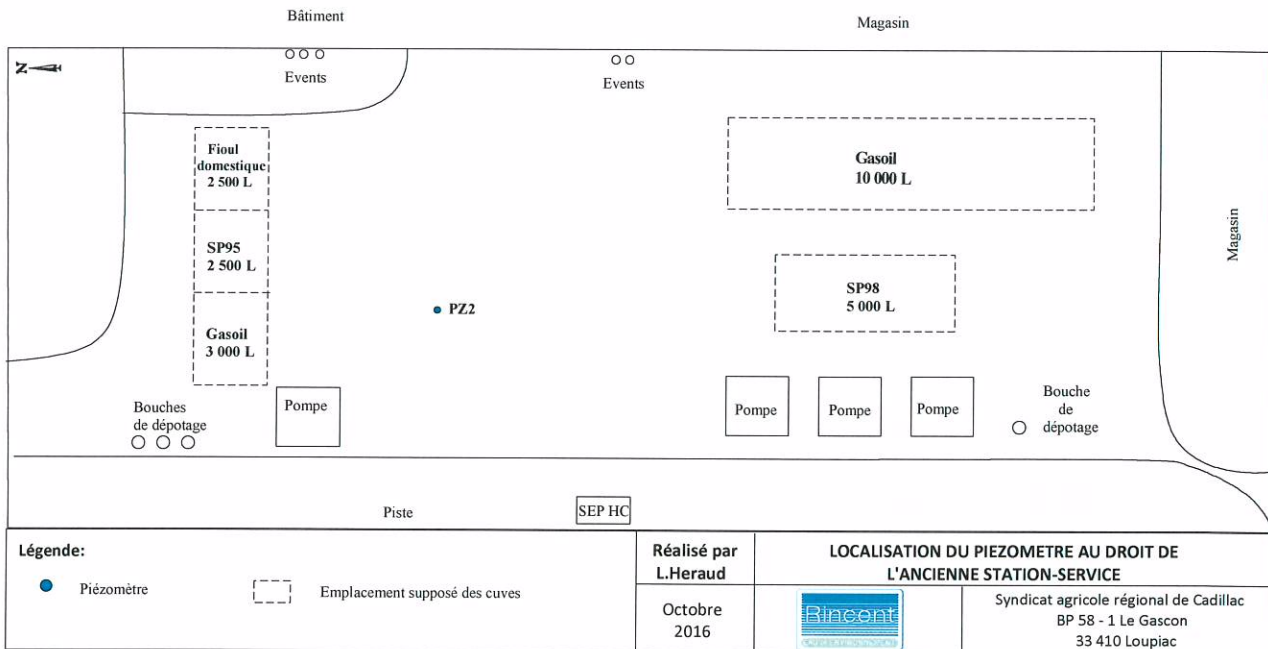 Bâtiment
Magasin
N
Events
Events
Fioul
domestique
2 500 L
Gasoil
10 000 L
Magasin
SP95
2 500 L
SP98
5 000 L
PZ2
Gasoil
3 000 L
Bouches
de dépotage
Pompe
Pompe
Pompe
Pompe
Bouche
de
dépotage
Piste
SEP HC
Légende:
Piézomètre
Emplacement supposé des cuves
Réalisé par
L.Heraud
Octobre
2016
LOCALISATION DU PIEZOMETRE AU DROIT DE
L'ANCIENNE STATION-SERVICE
Rincent
Syndicat agricole régional de Cadillac
BP 58 - 1 Le Gascon
33 410 Loupiac